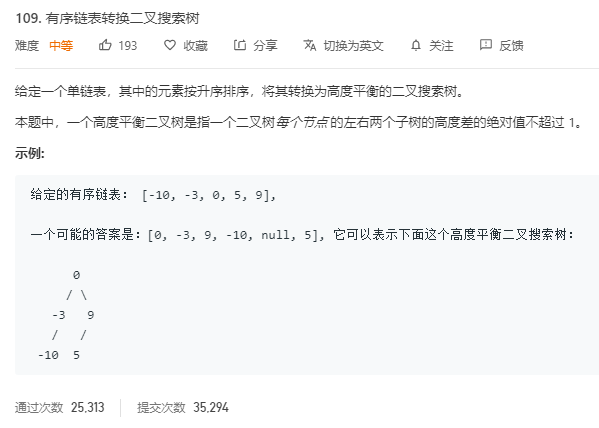 109. 有序链表转换二叉搜索树
难度 中等 193 收藏 分享 切换为英文 关注 反馈
给定一个单链表，其中的元素按升序排序，将其转换为高度平衡的二叉搜索树。
本题中，一个高度平衡二叉树是指一个二叉树每个节点的左右两个子树的高度差的绝对值不超过 1。
示例:
给定的有序链表： [-10, -3, 0, 5, 9],
一个可能的答案是：[0, -3, 9, -10, null, 5], 它可以表示下面这个高度平衡二叉搜索树：
0
/ \
-3 9
/ /
-10 5
通过次数 25,313 提交次数 35,294